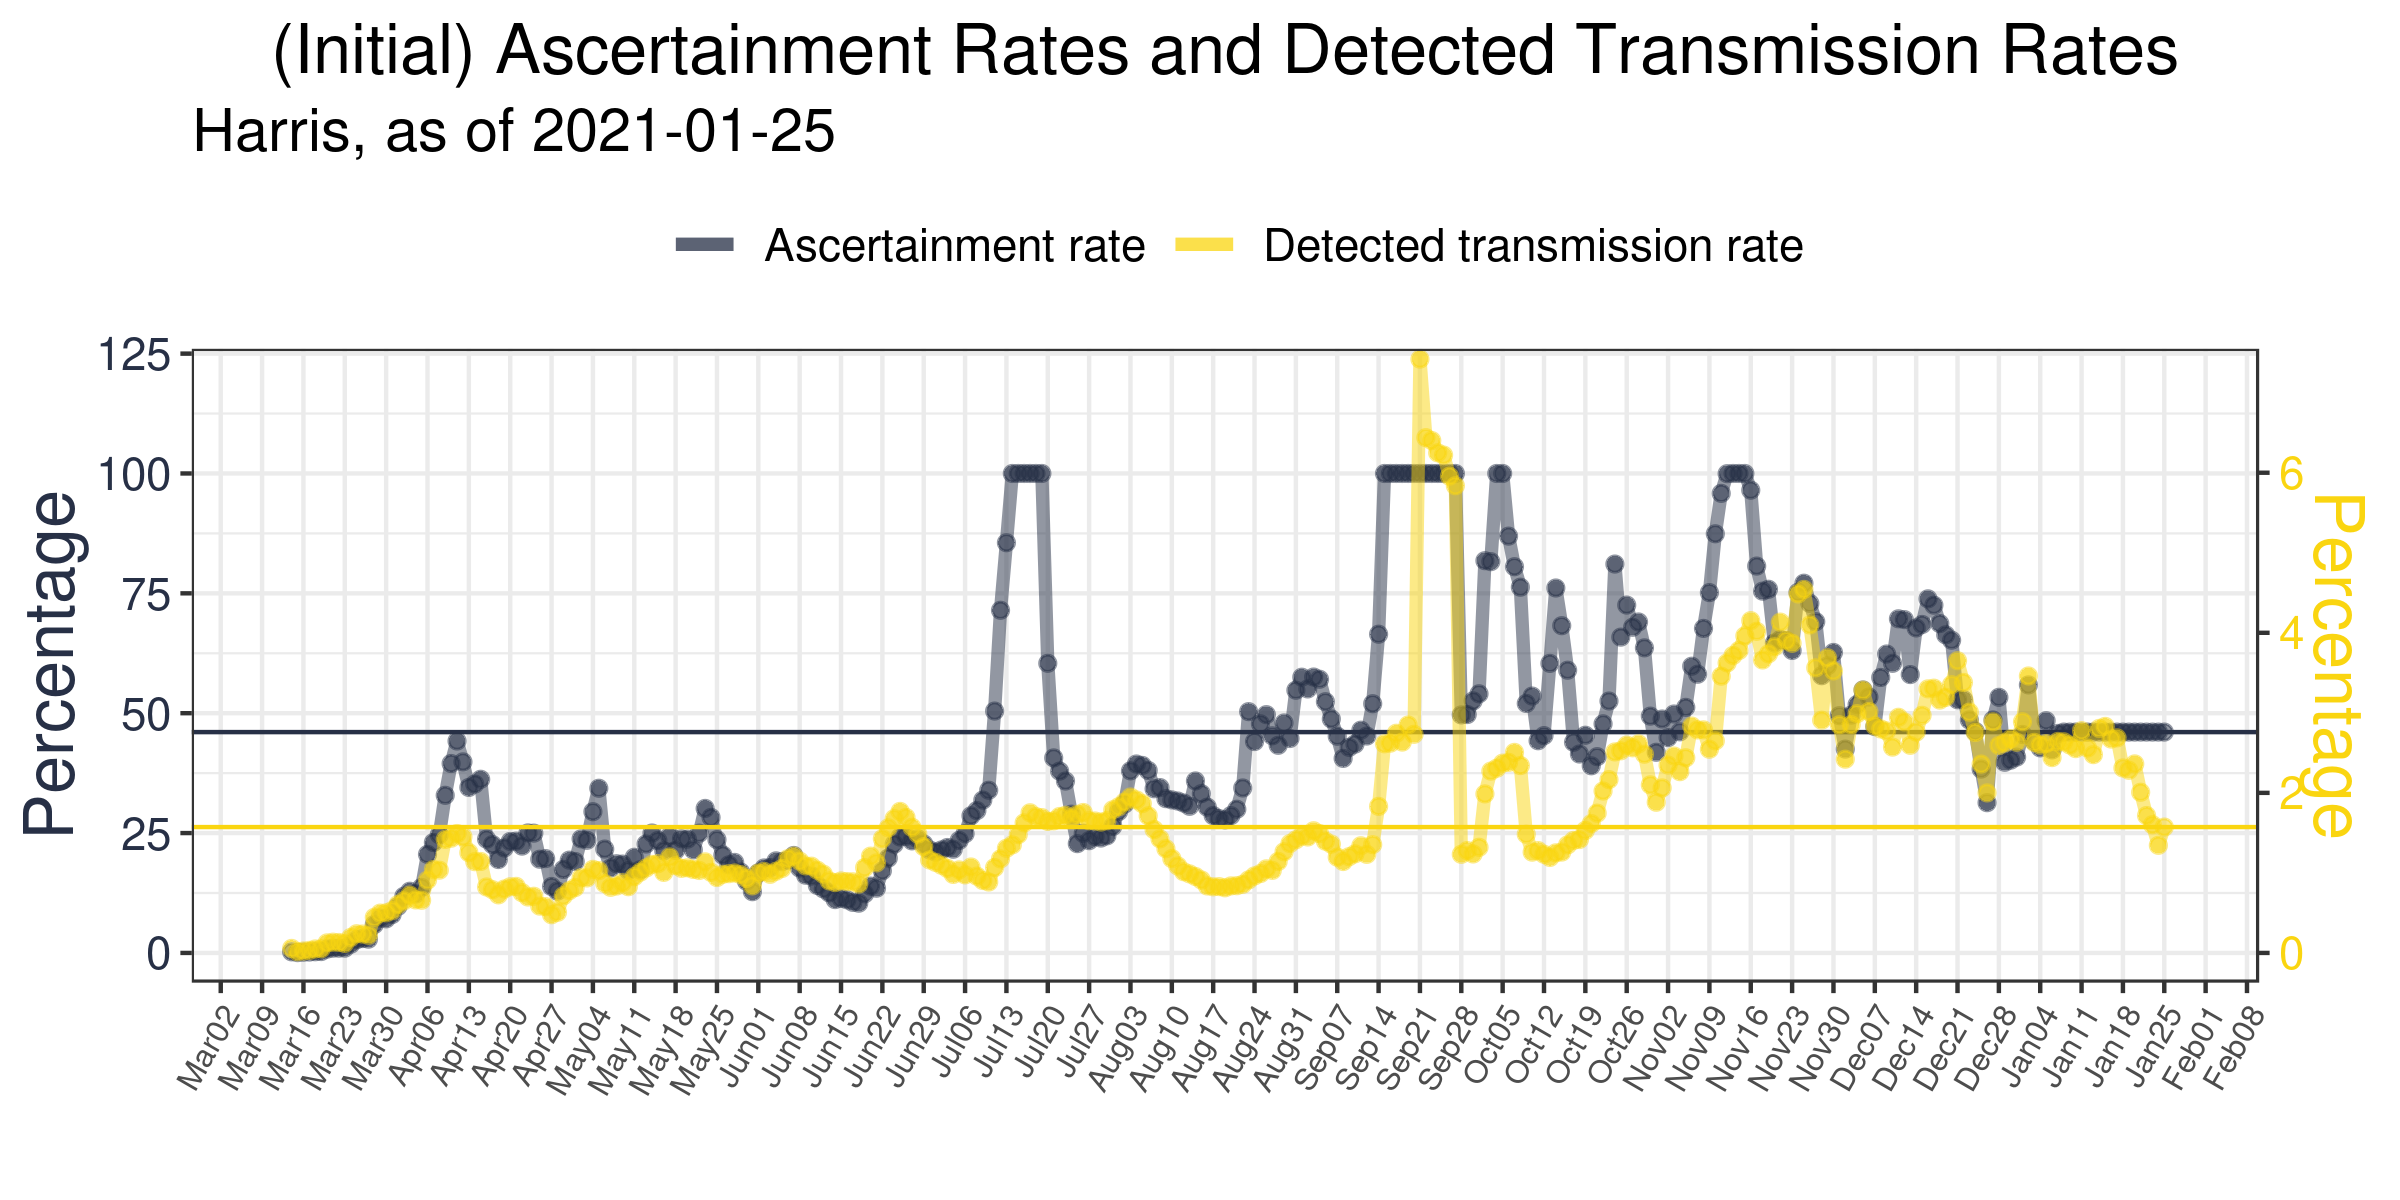 (Initial) Ascertainment Rates and Detected Transmission Rates
Harris, as of 2021-01-25
Ascertainment rate
Detected transmission rate
Percentage
125
100
75
50
25
0
6
4
2
0
Percentage
Mar02
Mar09
Mar16
Mar23
Mar30
Apr06
Apr13
Apr20
Apr27
May04
May11
May18
May25
Jun01
Jun08
Jun15
Jun22
Jun29
Jul06
Jul13
Jul20
Jul27
Aug03
Aug10
Aug17
Aug24
Aug31
Sep07
Sep14
Sep21
Sep28
Oct05
Oct12
Oct19
Oct26
Nov02
Nov09
Nov16
Nov23
Nov30
Dec07
Dec14
Dec21
Dec28
Jan04
Jan11
Jan18
Jan25
Feb01
Feb08